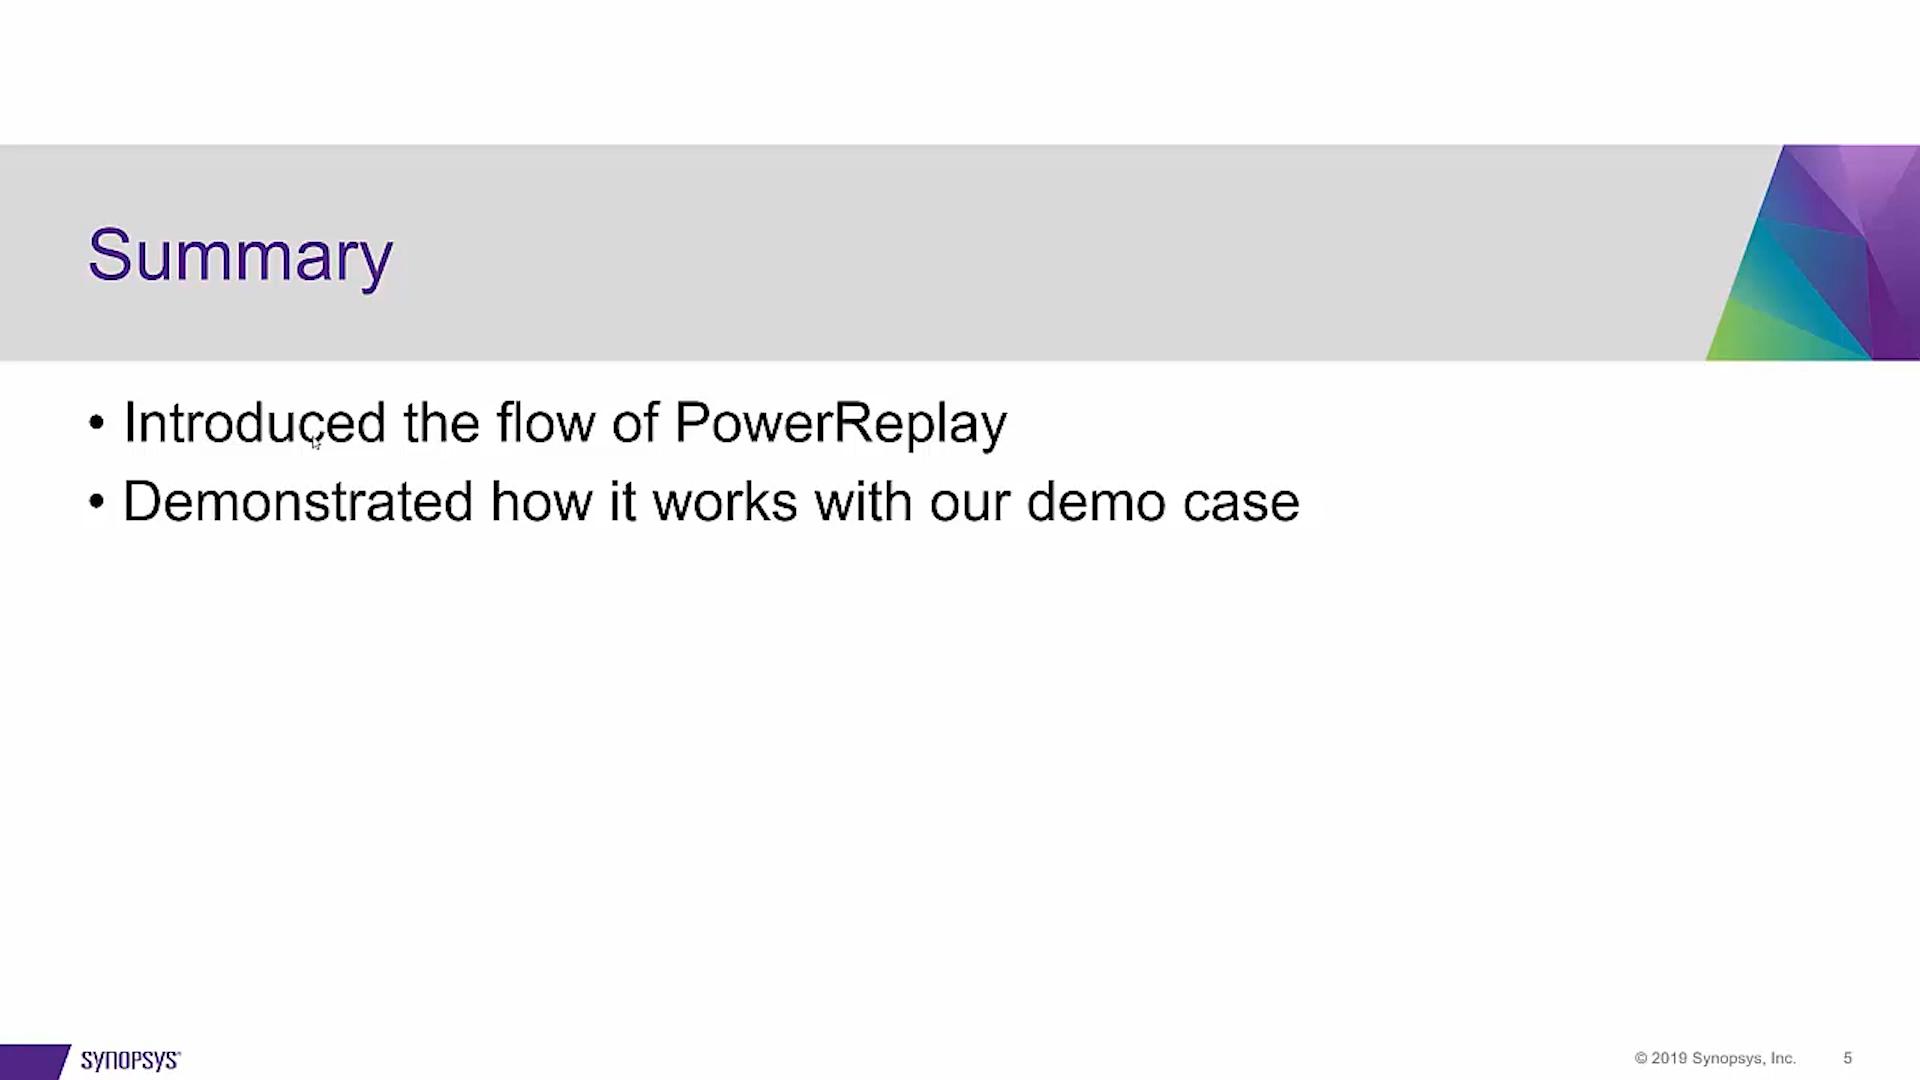 Summary
• Introduced the flow of PowerReplay
• Demonstrated how it works with our demo case
SYNOPSYS®
© 2019 Synopsys, Inc. 5